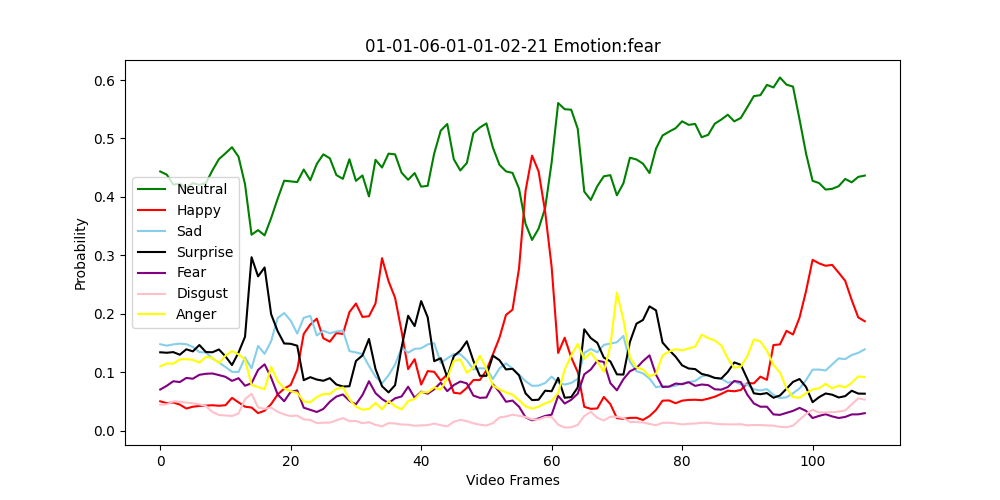 01-01-06-01-01-02-21 Emotion:fear
0.6
0.5
0.4
0.3
0.2
0.1
0.0
Probability
Neutral
Happy
Sad
Surprise
Fear
Disgust
Anger
0 20 40 60 80 100
Video Frames